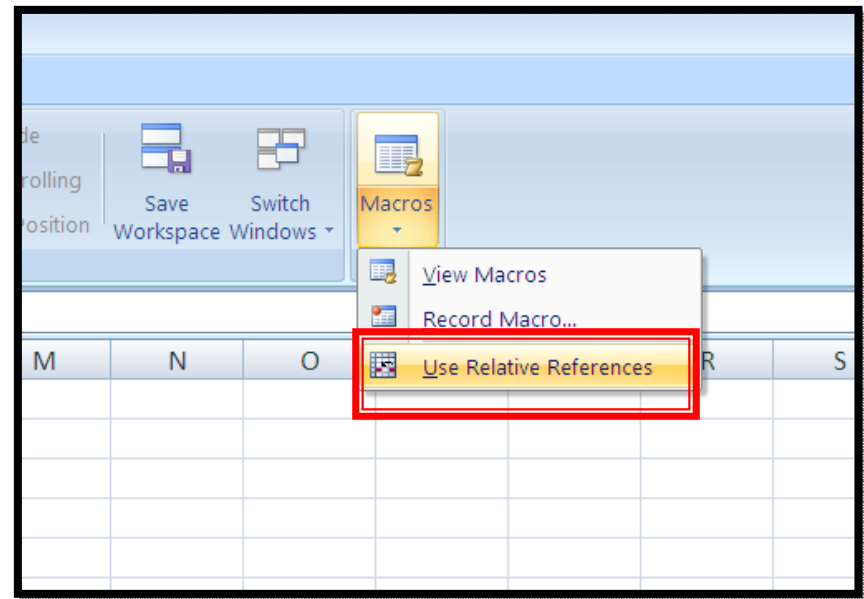 de
rolling
Position
Save
Workspace
Switch
Windows
Macros
View Macros
Record Macro...
Use Relative References
M N O R S